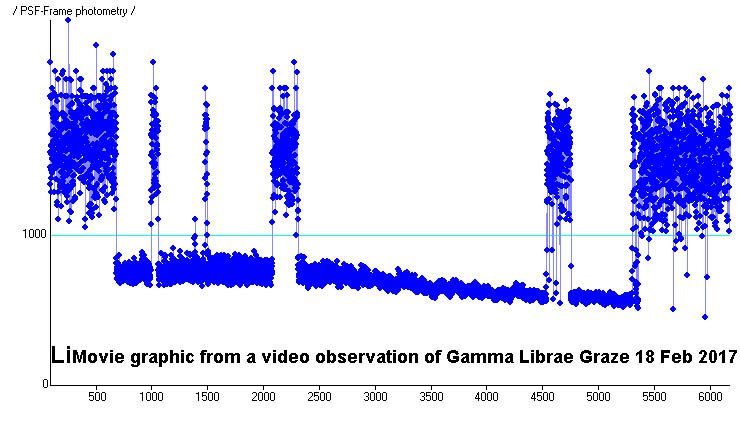 / PSF-Frame photometry /
1000
LiMovie graphic from a video observation of Gamma Librae Graze 18 Feb 2017
0
500 1000 1500 2000 2500 3000 3500 4000 4500 5000 5500 6000